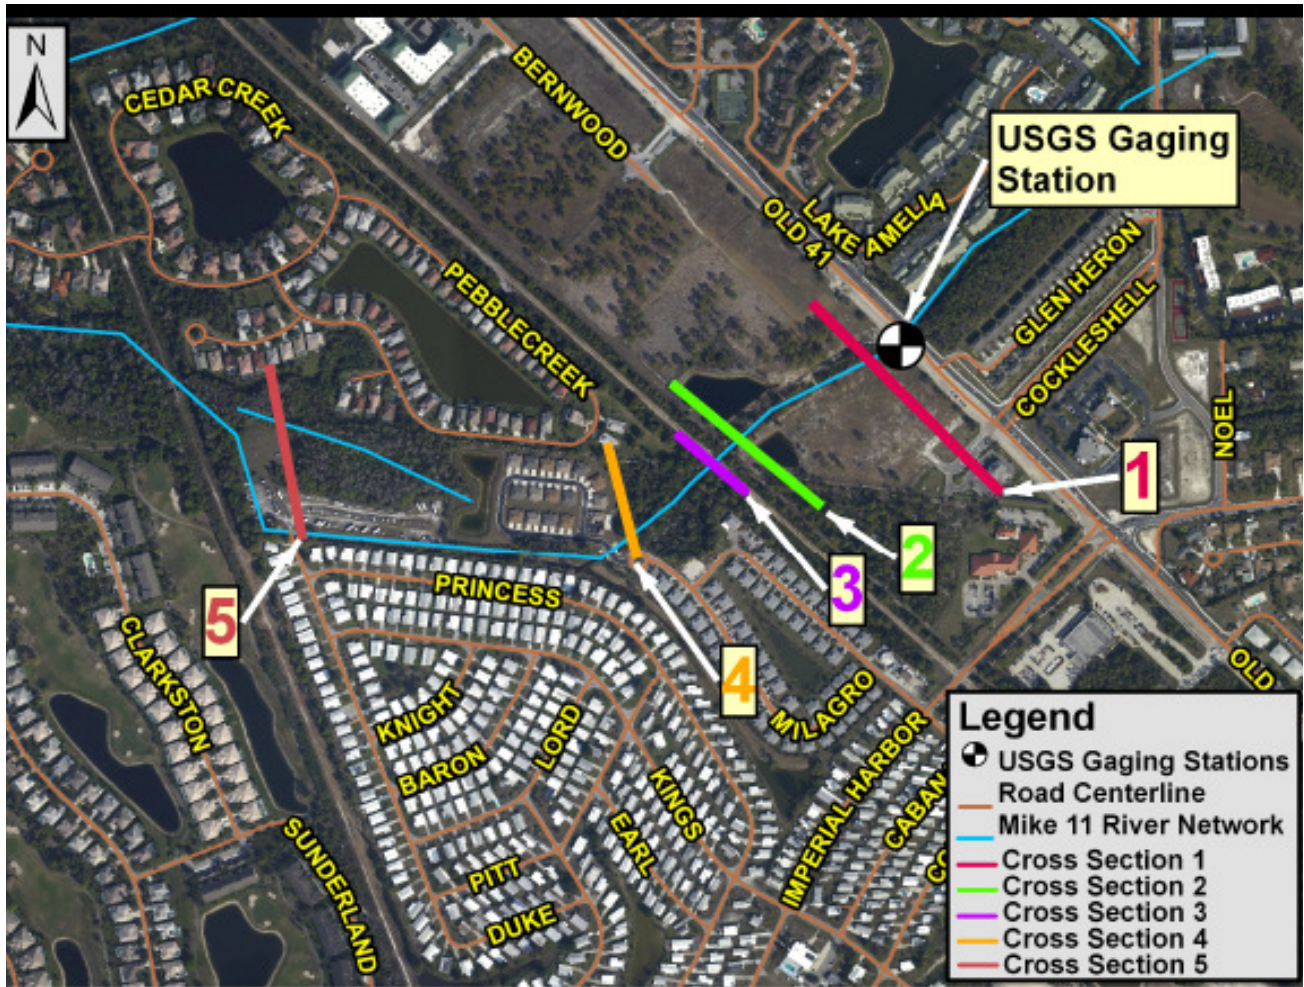 N
CEDAR CREEK
BERNWOOD
USGS Gaging
Station
LAKE AMELIA
OLD 41
PEBBLECREEK
GLEN HERON
COCKLESHELL
NOEL
1
2
3
4
5
PRINCESS
CLARKSTON
KNIGHT
BARON
LORD
KINGS
EARL
PITT
DUKE
SUNDERLAND
MILAGRO
IMPERIAL HARBOR
CABAN
CO
OLD
Legend
USGS Gaging Stations
Road Centerline
Mike 11 River Network
Cross Section 1
Cross Section 2
Cross Section 3
Cross Section 4
Cross Section 5